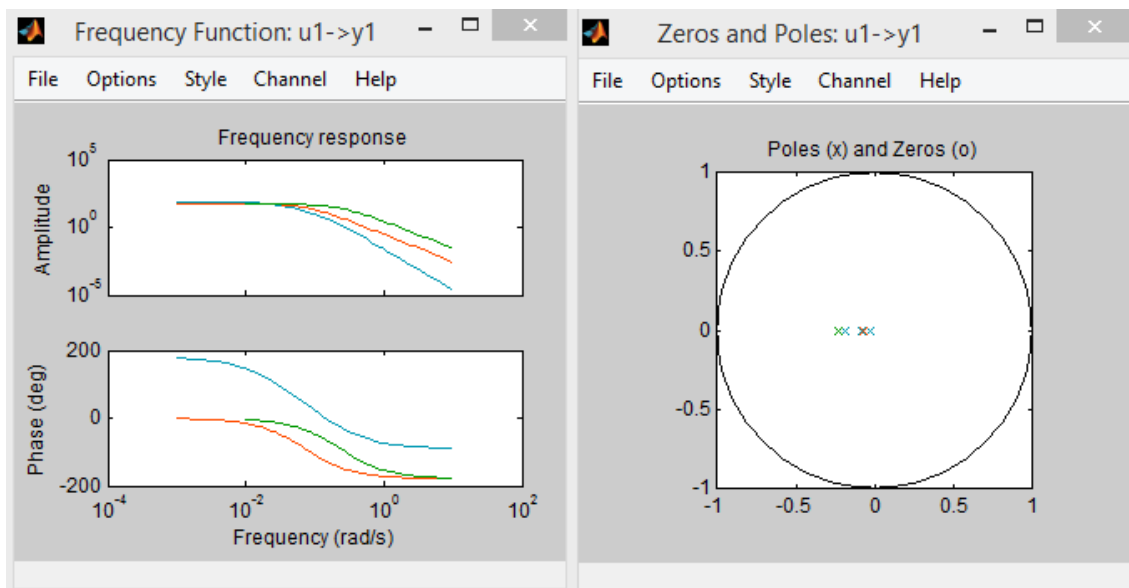 Frequency Function: u1->y1
File Options Style Channel Help
Frequency response
Amplitude
10^5
10^0
10^-5
Phase (deg)
200
0
-200
10^-4 10^-2 10^0 10^2
Frequency (rad/s)
Zeros and Poles: u1->y1
File Options Style Channel Help
Poles (x) and Zeros (o)
1
0.5
0
-0.5
-1
-1 -0.5 0 0.5 1